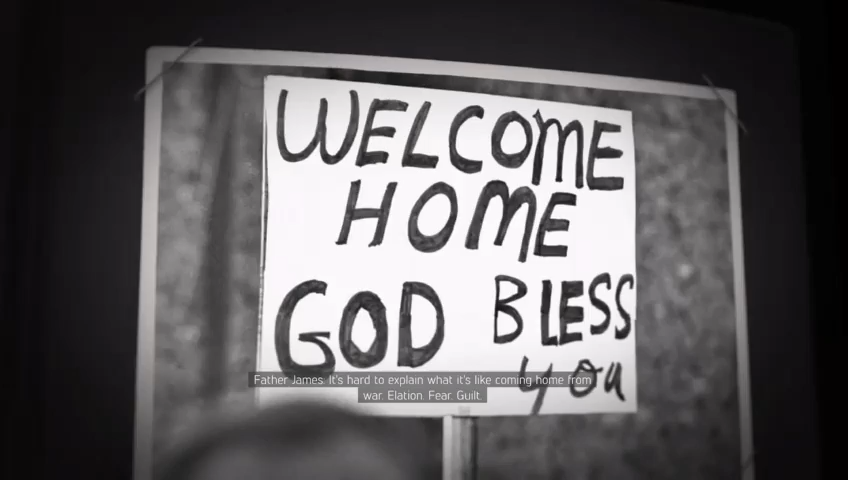 WELCOME
HOME
GOD BLESS
you
Father James. It's hard to explain what it's like coming home from
war. Elation. Fear. Guilt.